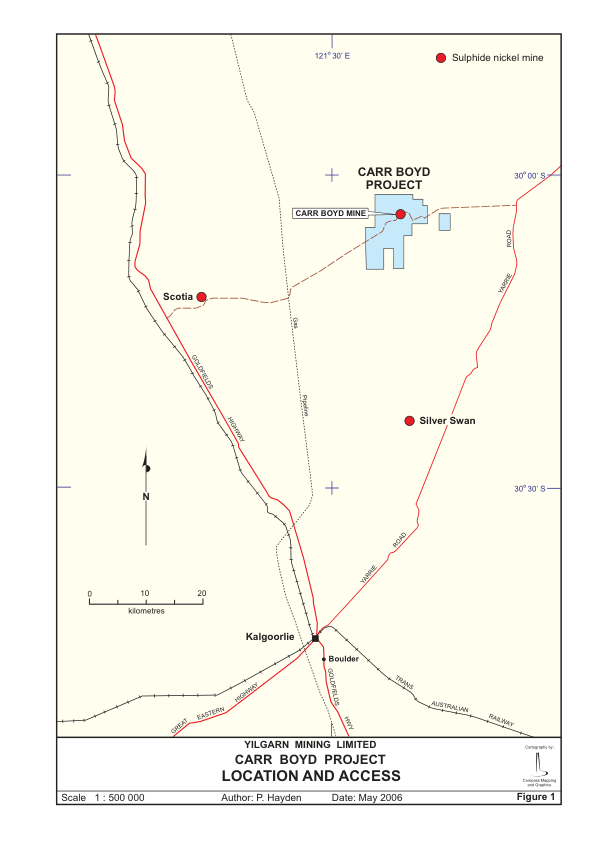 121° 30' E
Sulphide nickel mine
30° 00' S
CARR BOYD
PROJECT
CARR BOYD MINE
ROAD
YARRIE
Scotia
Gas
Pipeline
GOLDFIELDS
HIGHWAY
Silver Swan
N
30° 30' S
0 10 20
kilometres
YARRIE
ROAD
Kalgoorlie
Boulder
GREAT
EASTERN
HIGHWAY
GOLDFIELDS
HWY
TRANS
AUSTRALIAN
RAILWAY
YILGARN MINING LIMITED
CARR BOYD PROJECT
LOCATION AND ACCESS
Cartography by :
Compass Mapping
and Graphics
Scale 1 : 500 000
Author: P. Hayden
Date: May 2006
Figure 1